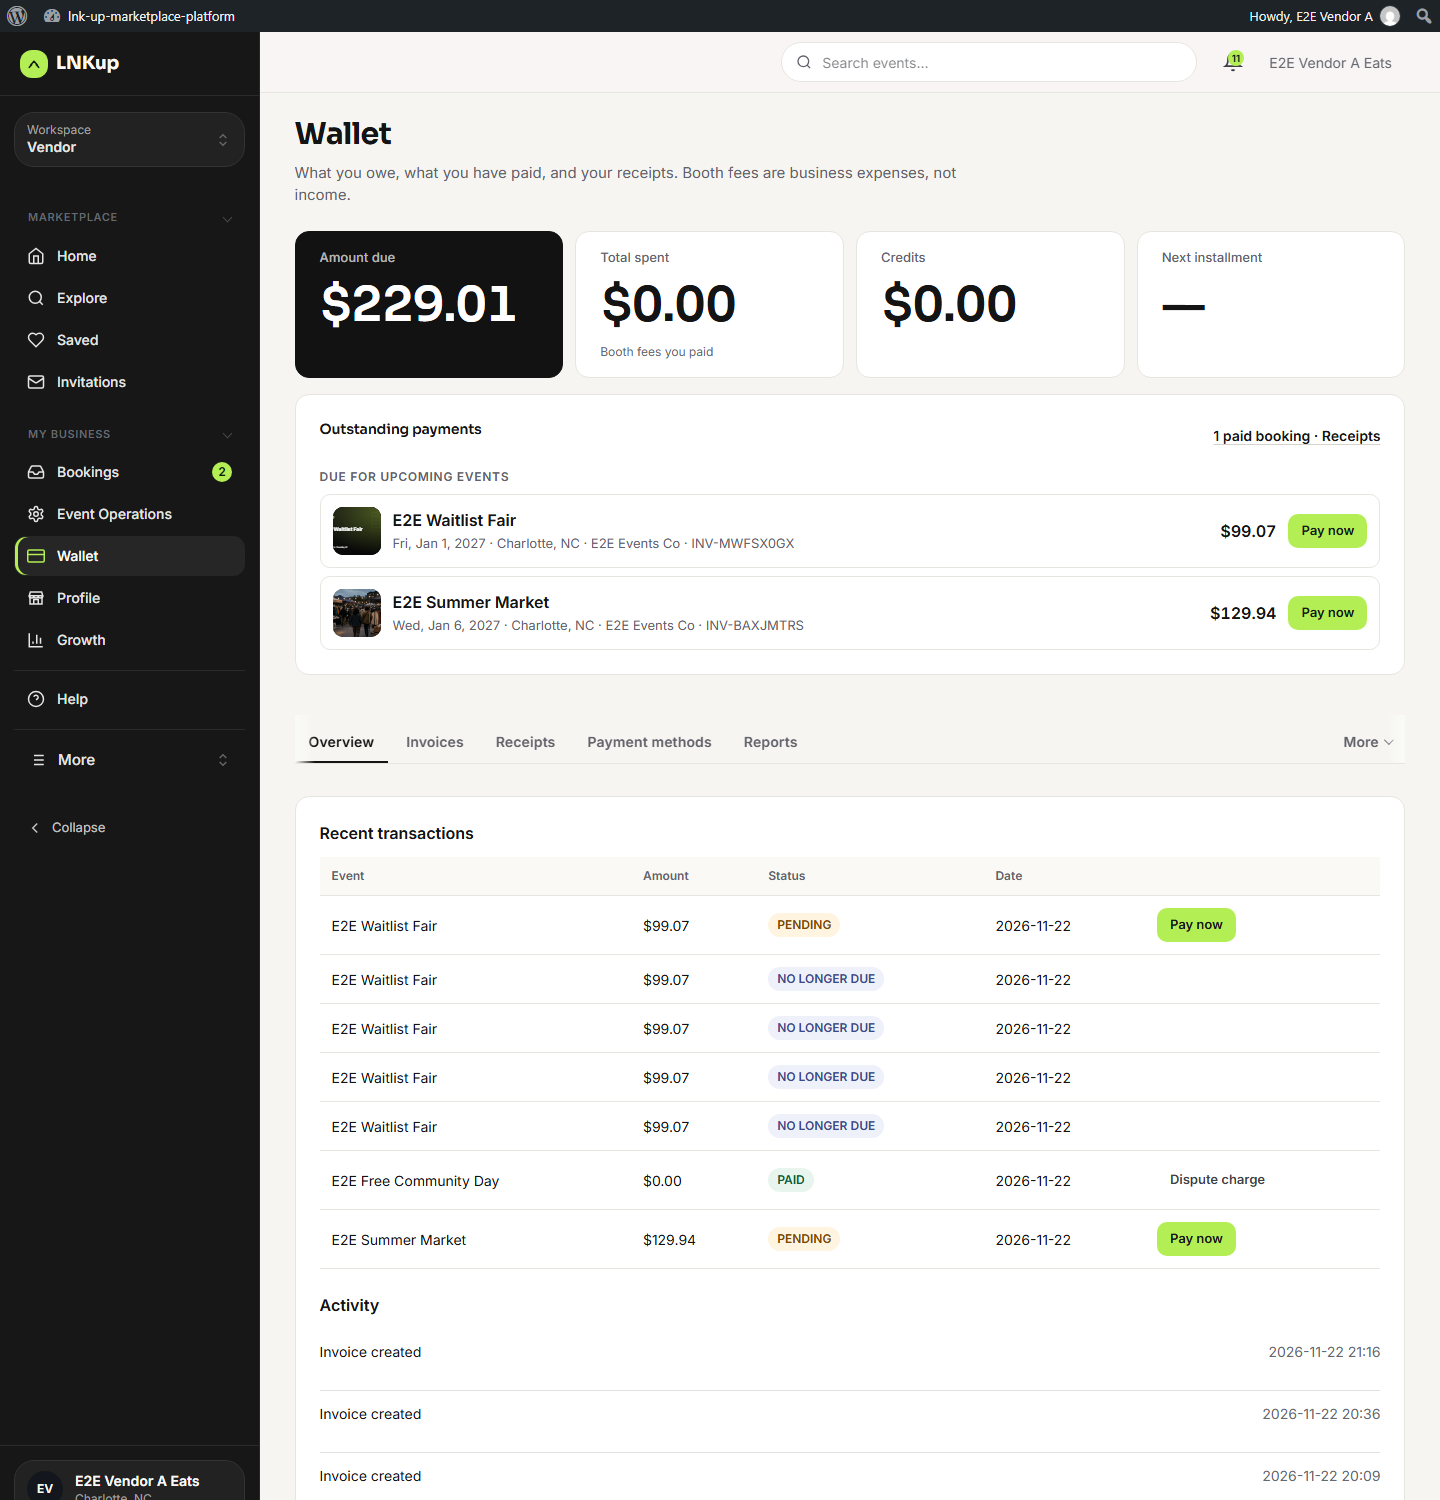 lnk-up-marketplace-platform
Howdy, E2E Vendor A
LNKup
Search events...
11
E2E Vendor A Eats
Workspace
Vendor
MARKETPLACE
Home
Explore
Saved
Invitations
MY BUSINESS
Bookings
2
Event Operations
Wallet
Profile
Growth
Help
More
Collapse
EV
E2E Vendor A Eats
Charlotte, NC
Wallet
What you owe, what you have paid, and your receipts. Booth fees are business expenses, not
income.
Amount due
$229.01
Total spent
$0.00
Booth fees you paid
Credits
$0.00
Next installment
—
Outstanding payments
1 paid booking · Receipts
DUE FOR UPCOMING EVENTS
Waitlist Fair
E2E Waitlist Fair
Fri, Jan 1, 2027 · Charlotte, NC · E2E Events Co · INV-MWFSX0GX
$99.07
Pay now
E2E Summer Market
Wed, Jan 6, 2027 · Charlotte, NC · E2E Events Co · INV-BAXJMTRS
$129.94
Pay now
Overview
Invoices
Receipts
Payment methods
Reports
More
Recent transactions
Event Amount Status Date
E2E Waitlist Fair $99.07 PENDING 2026-11-22 Pay now
E2E Waitlist Fair $99.07 NO LONGER DUE 2026-11-22
E2E Waitlist Fair $99.07 NO LONGER DUE 2026-11-22
E2E Waitlist Fair $99.07 NO LONGER DUE 2026-11-22
E2E Waitlist Fair $99.07 NO LONGER DUE 2026-11-22
E2E Free Community Day $0.00 PAID 2026-11-22 Dispute charge
E2E Summer Market $129.94 PENDING 2026-11-22 Pay now
Activity
Invoice created 2026-11-22 21:16
Invoice created 2026-11-22 20:36
Invoice created 2026-11-22 20:09